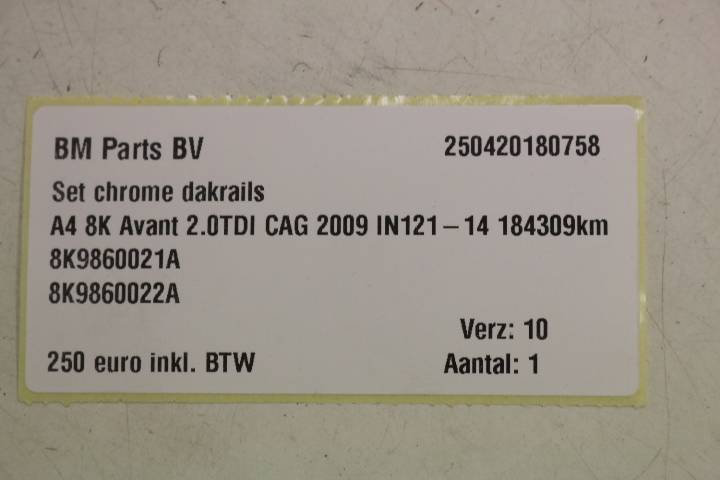 BM Parts BV 250420180758
Set chrome dakrails
A4 8K Avant 2.0TDI CAG 2009 IN121-14 184309km
8K9860021A
8K9860022A
Verz: 10
250 euro inkl. BTW Aantal: 1